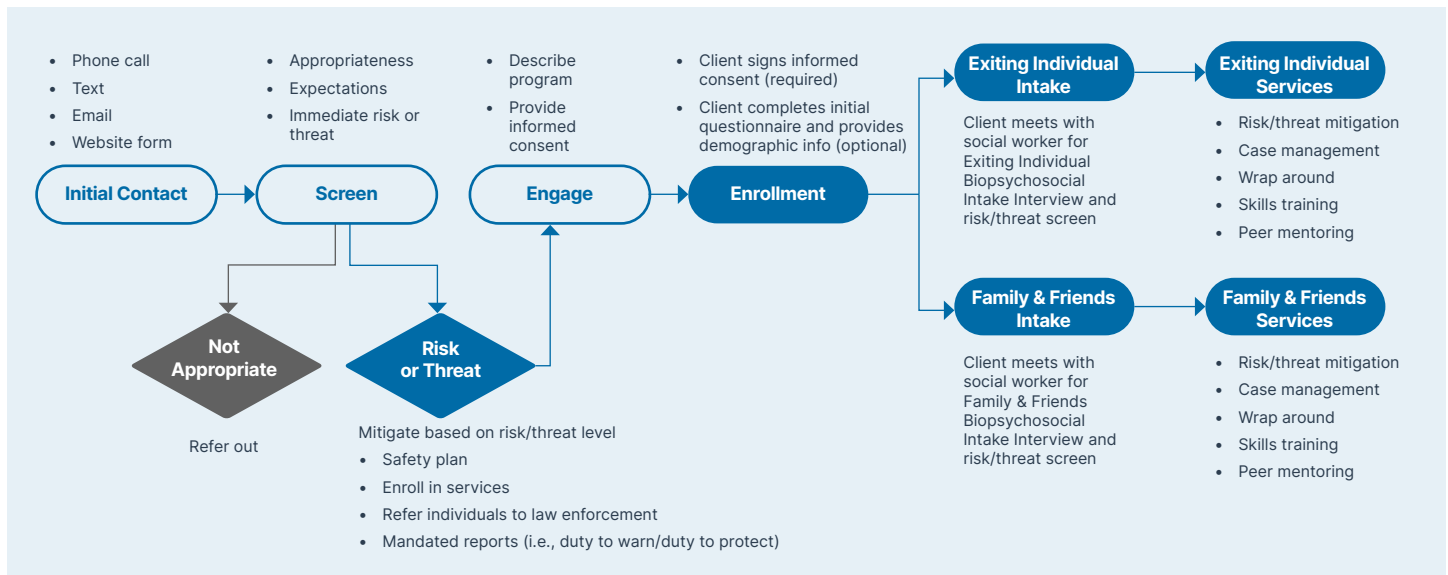 • Phone call
• Text
• Email
• Website form
Initial Contact
• Appropriateness
• Expectations
• Immediate risk or
threat
Screen
• Describe
program
• Provide
informed
consent
Engage
• Client signs informed
consent (required)
• Client completes initial
questionnaire and provides
demographic info (optional)
Enrollment
Not
Appropriate
Refer out
Risk
or Threat
Mitigate based on risk/threat level
• Safety plan
• Enroll in services
• Refer individuals to law enforcement
• Mandated reports (i.e., duty to warn/duty to protect)
Exiting Individual
Intake
Client meets with
social worker for
Exiting Individual
Biopsychosocial
Intake Interview and
risk/threat screen
Exiting Individual
Services
• Risk/threat mitigation
• Case management
• Wrap around
• Skills training
• Peer mentoring
Family & Friends
Intake
Client meets with
social worker for
Family & Friends
Biopsychosocial
Intake Interview and
risk/threat screen
Family & Friends
Services
• Risk/threat mitigation
• Case management
• Wrap around
• Skills training
• Peer mentoring